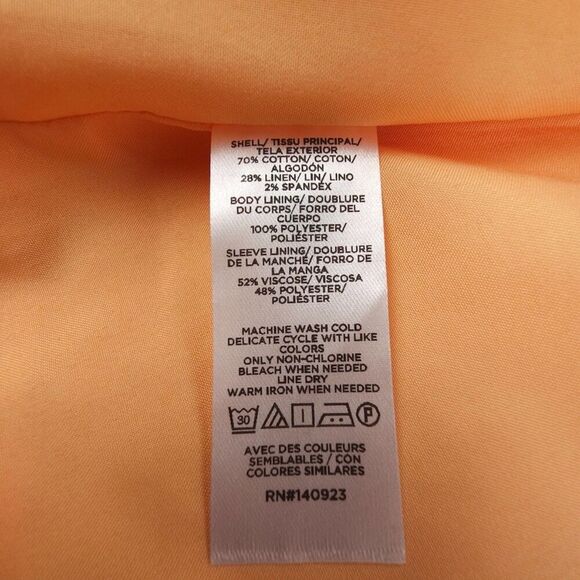 SHELL/ TISSU PRINCIPAL/
TELA EXTERIOR
70% COTTON/ COTON/
ALGODÓN
28% LINEN/ LIN/ LINO
2% SPANDEX
BODY LINING/ DOUBLURE
DU CORPS/ FORRO DEL
CUERPO
100% POLYESTER/
POLIÉSTER
SLEEVE LINING/ DOUBLURE
DE LA MANCHE/ FORRO DE
LA MANGA
52% VISCOSE/ VISCOSA
48% POLYESTER/
POLIÉSTER
MACHINE WASH COLD
DELICATE CYCLE WITH LIKE
COLORS
ONLY NON-CHLORINE
BLEACH WHEN NEEDED
LINE DRY
WARM IRON WHEN NEEDED
30 P
AVEC DES COULEURS
SEMBLABLES / CON
COLORES SIMILARES
RN#140923